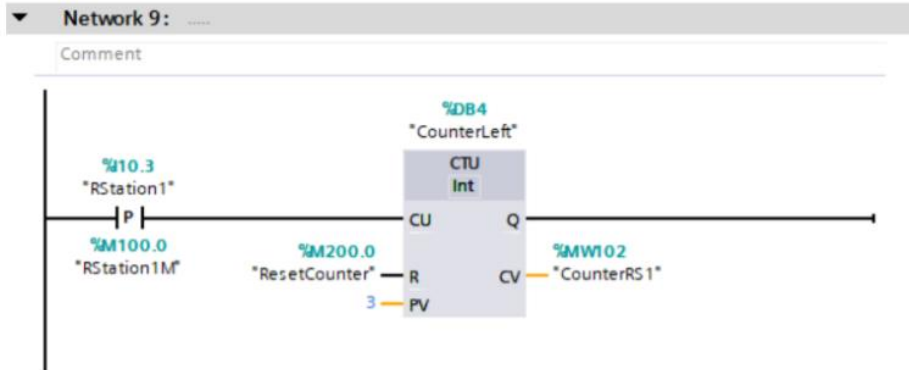 Network 9: .....
Comment
%DB4
"CounterLeft"
%I10.3
CTU
"RStation1"
Int
P
CU
Q
%M100.0
%M200.0
%MW102
"RStation1M"
"ResetCounter"
R
CV
"CounterRS1"
3
PV